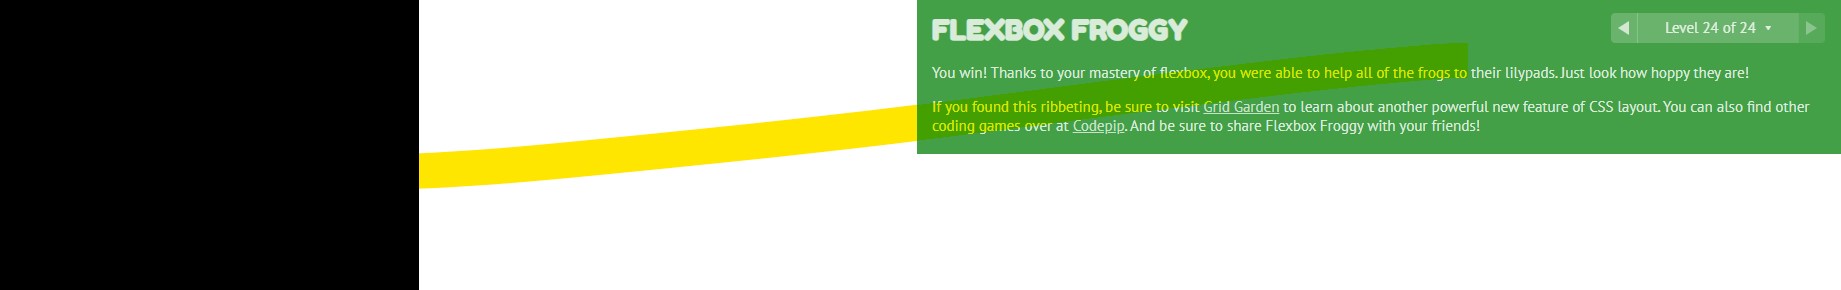 FLEXBOX FROGGY
Level 24 of 24
You win! Thanks to your mastery of flexbox, you were able to help all of the frogs to their lilypads. Just look how hoppy they are!
If you found this ribbeting, be sure to visit Grid Garden to learn about another powerful new feature of CSS layout. You can also find other
coding games over at Codepip. And be sure to share Flexbox Froggy with your friends!